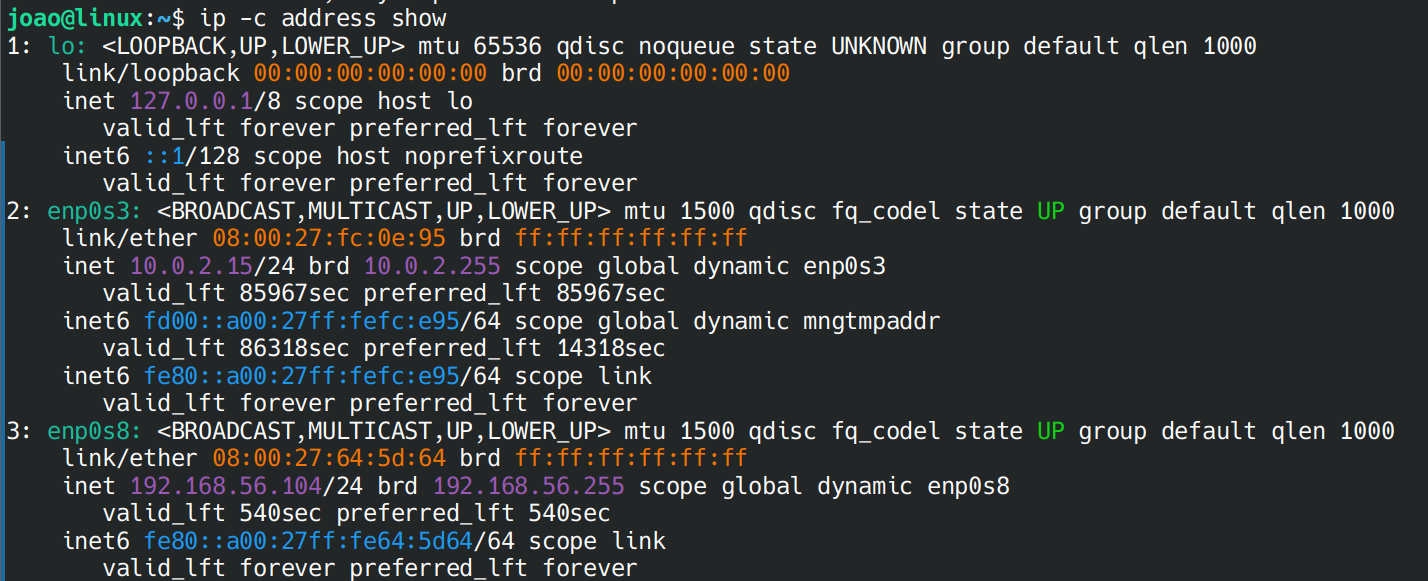 joao@linux:~$ ip -c address show
1: lo: <LOOPBACK,UP,LOWER_UP> mtu 65536 qdisc noqueue state UNKNOWN group default qlen 1000
    link/loopback 00:00:00:00:00:00 brd 00:00:00:00:00:00
    inet 127.0.0.1/8 scope host lo
       valid_lft forever preferred_lft forever
    inet6 ::1/128 scope host noprefixroute
       valid_lft forever preferred_lft forever
2: enp0s3: <BROADCAST,MULTICAST,UP,LOWER_UP> mtu 1500 qdisc fq_codel state UP group default qlen 1000
    link/ether 08:00:27:fc:0e:95 brd ff:ff:ff:ff:ff:ff
    inet 10.0.2.15/24 brd 10.0.2.255 scope global dynamic enp0s3
       valid_lft 85967sec preferred_lft 85967sec
    inet6 fd00::a00:27ff:fefc:e95/64 scope global dynamic mngtmpaddr
       valid_lft 86318sec preferred_lft 14318sec
    inet6 fe80::a00:27ff:fefc:e95/64 scope link
       valid_lft forever preferred_lft forever
3: enp0s8: <BROADCAST,MULTICAST,UP,LOWER_UP> mtu 1500 qdisc fq_codel state UP group default qlen 1000
    link/ether 08:00:27:64:5d:64 brd ff:ff:ff:ff:ff:ff
    inet 192.168.56.104/24 brd 192.168.56.255 scope global dynamic enp0s8
       valid_lft 540sec preferred_lft 540sec
    inet6 fe80::a00:27ff:fe64:5d64/64 scope link
       valid_lft forever preferred_lft forever